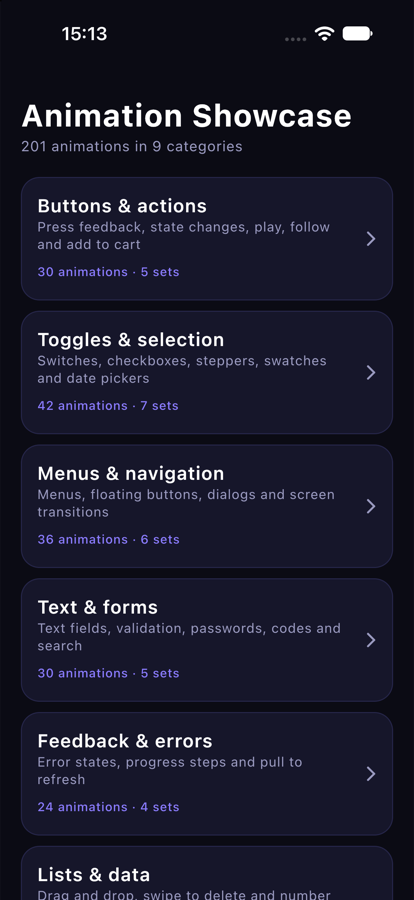 15:13
Animation Showcase
201 animations in 9 categories
Buttons & actions
Press feedback, state changes, play, follow
and add to cart
30 animations · 5 sets
Toggles & selection
Switches, checkboxes, steppers, swatches
and date pickers
42 animations · 7 sets
Menus & navigation
Menus, floating buttons, dialogs and screen
transitions
36 animations · 6 sets
Text & forms
Text fields, validation, passwords, codes and
search
30 animations · 5 sets
Feedback & errors
Error states, progress steps and pull to
refresh
24 animations · 4 sets
Lists & data
Drag and drop, swipe to delete and number